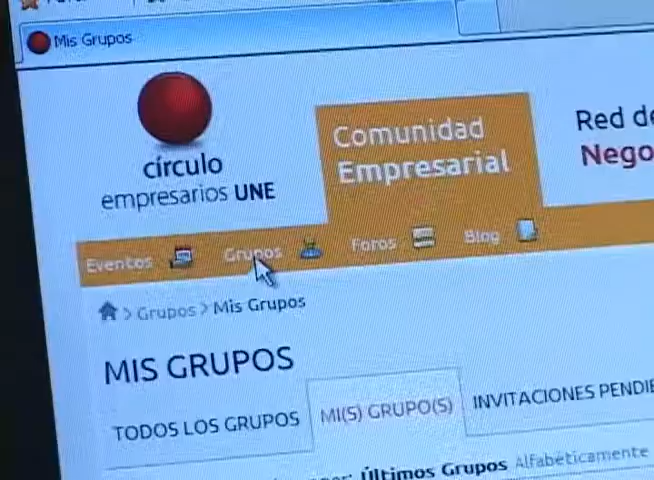 Mis Grupos
círculo
empresarios UNE
Comunidad
Empresarial
Red de
Nego
Eventos Grupos Foros Blog
> Grupos > Mis Grupos
MIS GRUPOS
TODOS LOS GRUPOS MI(S) GRUPO(S) INVITACIONES PENDIE
Últimos Grupos Alfabéticamente